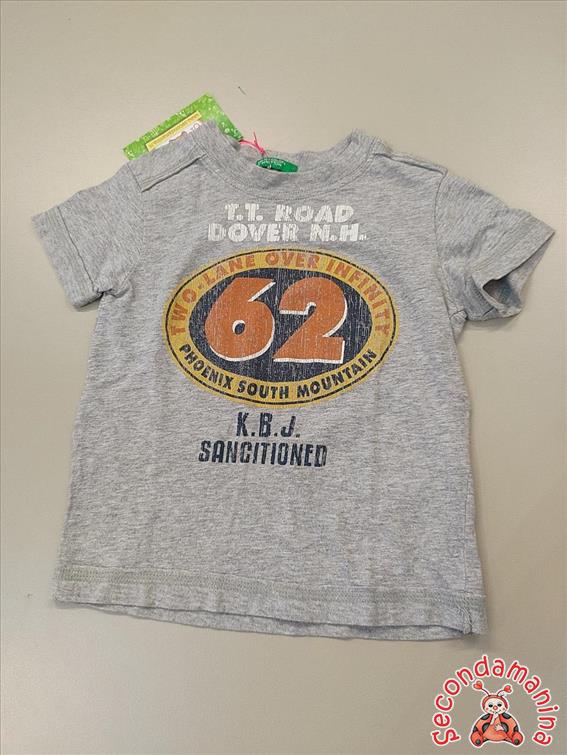 T.T. ROAD
DOVER N.H.
TWO-LANE OVER INFINITY
62
PHOENIX SOUTH MOUNTAIN
K.B.J.
SANCITIONED
Secondamanina